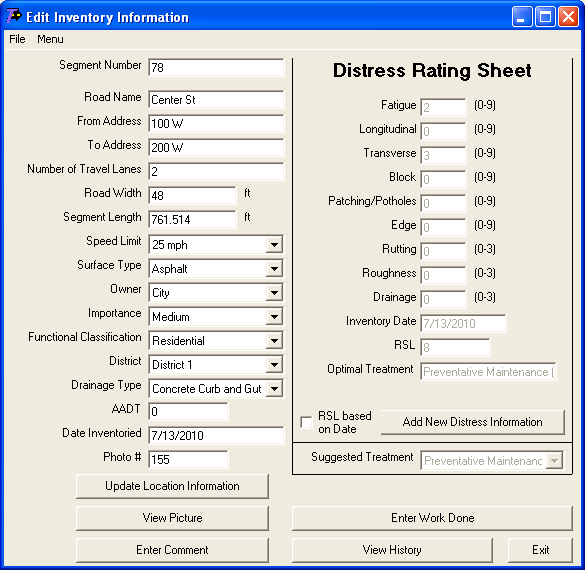 Edit Inventory Information
File Menu
Segment Number 78
Road Name Center St
From Address 100 W
To Address 200 W
Number of Travel Lanes 2
Road Width 48 ft
Segment Length 761.514 ft
Speed Limit 25 mph
Surface Type Asphalt
Owner City
Importance Medium
Functional Classification Residential
District District 1
Drainage Type Concrete Curb and Gut
AADT 0
Date Inventoried 7/13/2010
Photo # 155
Update Location Information
View Picture
Enter Comment
Distress Rating Sheet
Fatigue 2 (0-9)
Longitudinal 0 (0-9)
Transverse 3 (0-9)
Block 0 (0-9)
Patching/Potholes 0 (0-9)
Edge 0 (0-9)
Rutting 0 (0-3)
Roughness 0 (0-3)
Drainage 0 (0-3)
Inventory Date 7/13/2010
RSL 8
Optimal Treatment Preventative Maintenance (
RSL based
on Date
Add New Distress Information
Suggested Treatment Preventative Maintenanc
Enter Work Done
View History
Exit